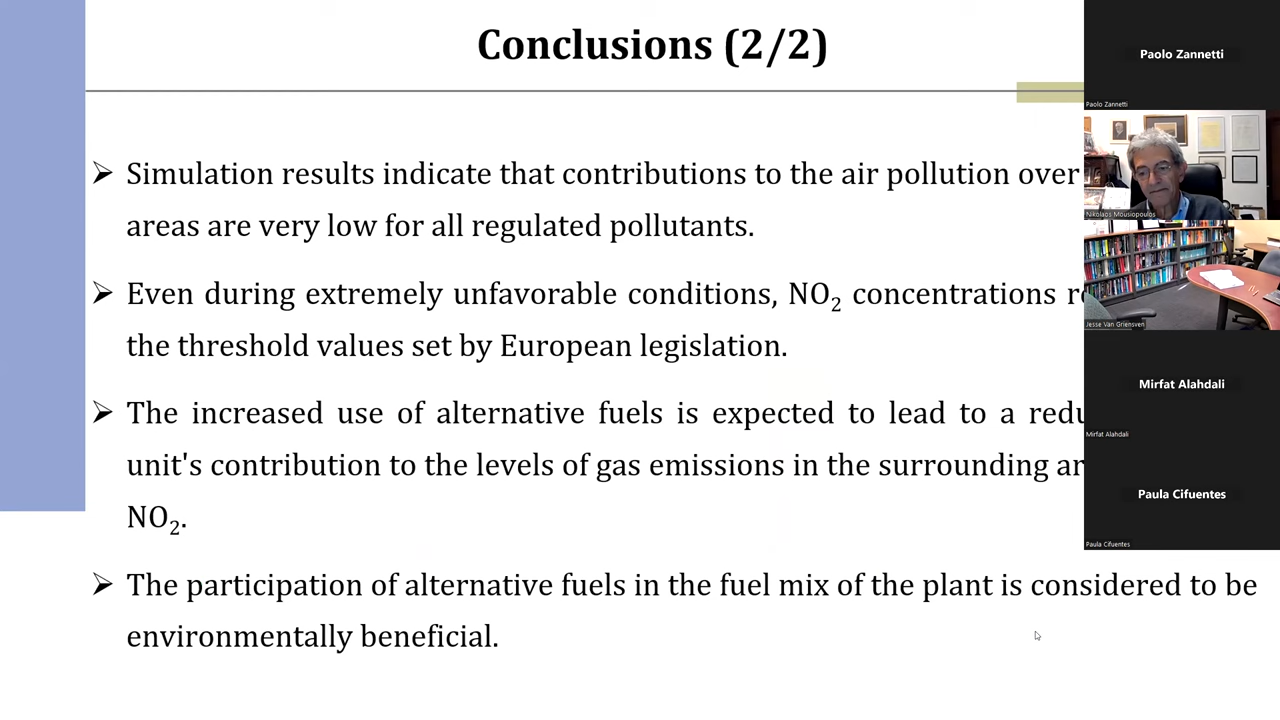 Conclusions (2/2)
➢ Simulation results indicate that contributions to the air pollution over
areas are very low for all regulated pollutants.
➢ Even during extremely unfavorable conditions, NO₂ concentrations
the threshold values set by European legislation.
➢ The increased use of alternative fuels is expected to lead to a
unit's contribution to the levels of gas emissions in the surrounding
NO₂.
➢ The participation of alternative fuels in the fuel mix of the plant is considered to be
environmentally beneficial.
Paolo Zannetti
Paolo Zannetti
Nikolaos Mousiopoulos
Jesse Van Griensven
Mirfat Alahdali
Mirfat Alahdali
Paula Cifuentes
Paula Cifuentes